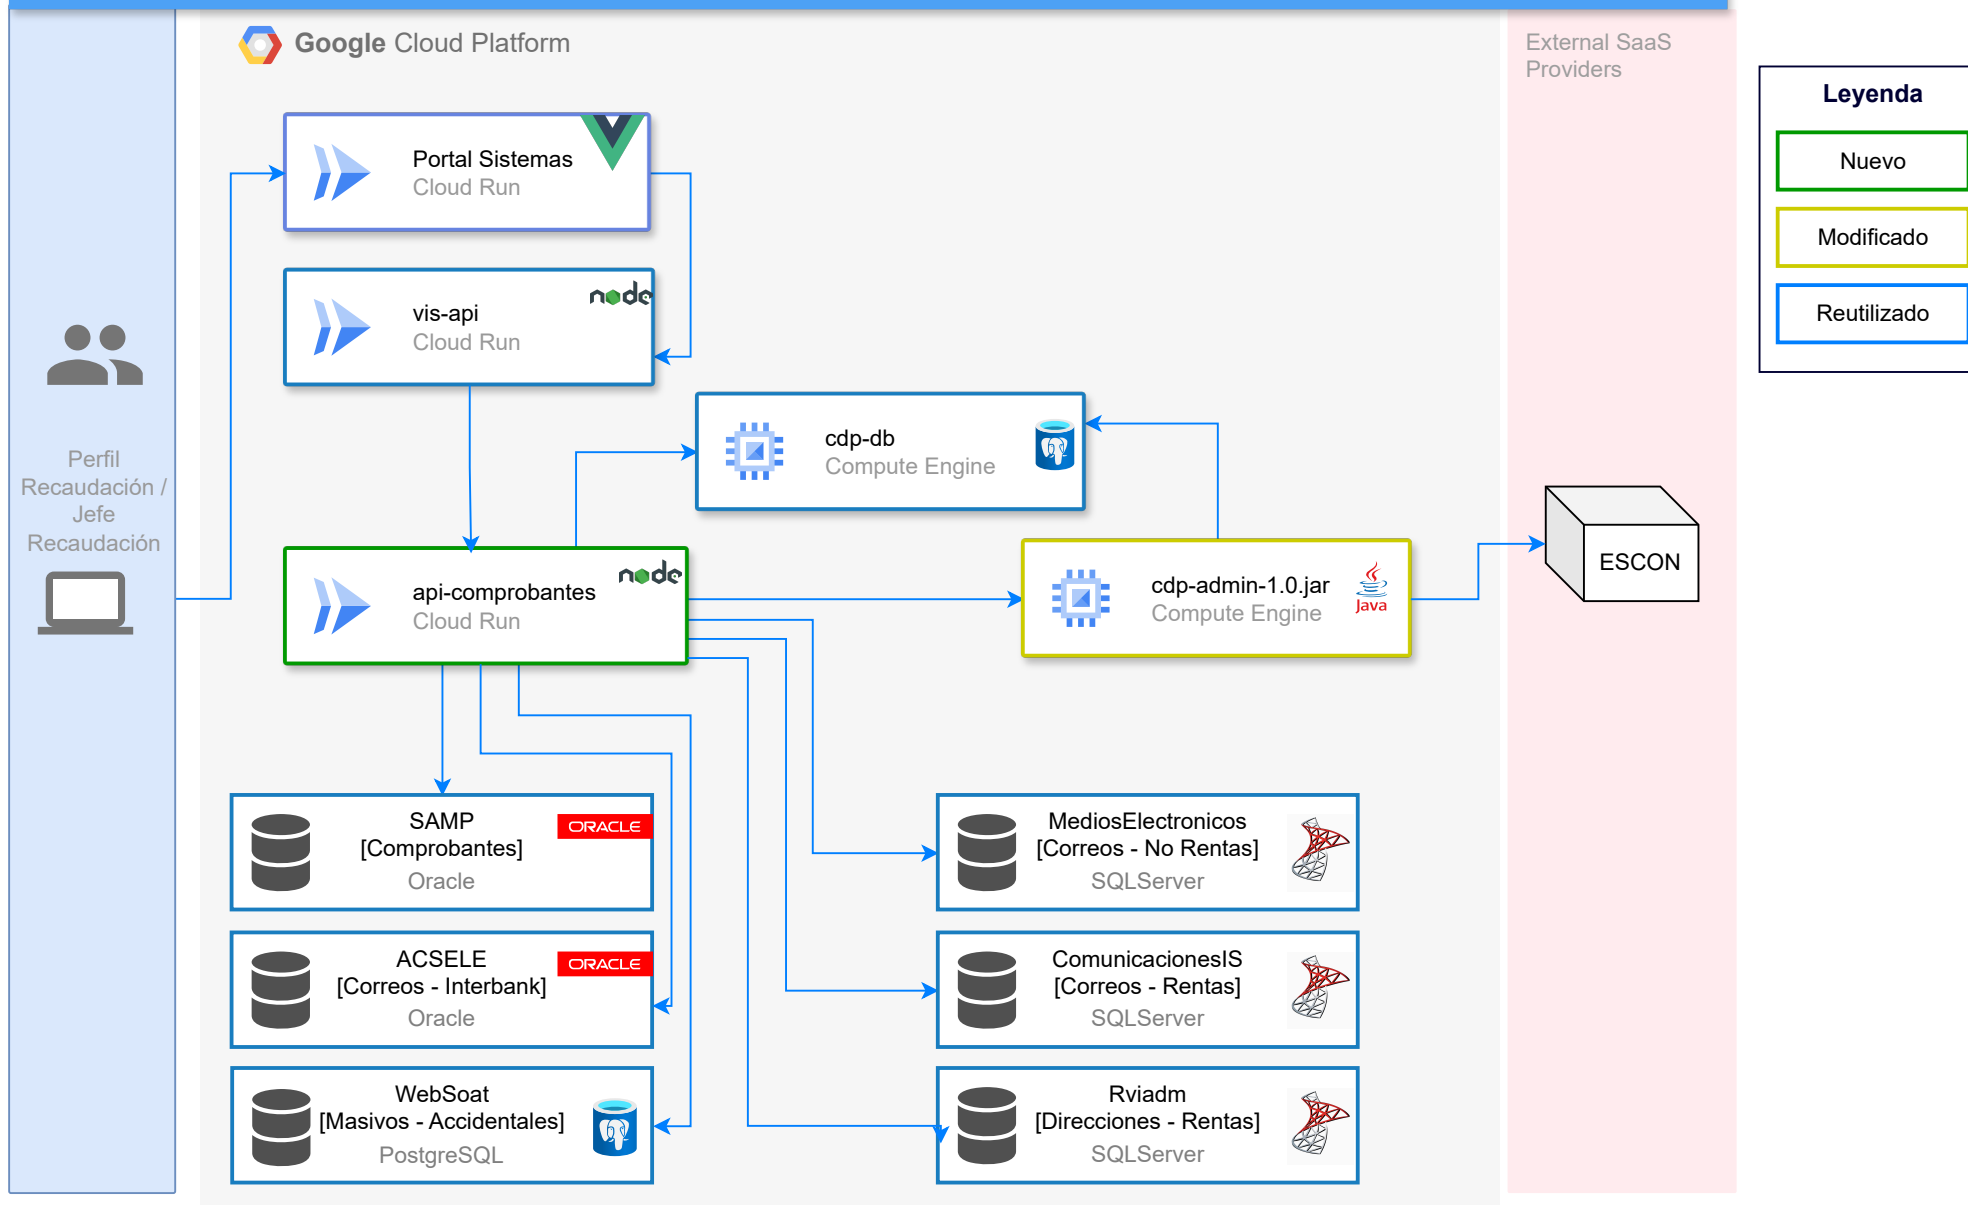 Google Cloud Platform
External SaaS
Providers
Leyenda
Nuevo
Modificado
Reutilizado
Portal Sistemas
Cloud Run
vis-api
Cloud Run
node
Perfil
Recaudación /
Jefe
Recaudación
cdp-db
Compute Engine
api-comprobantes
Cloud Run
node
cdp-admin-1.0.jar
Compute Engine
Java
ESCON
SAMP
[Comprobantes]
Oracle
ORACLE
ACSELE
[Correos - Interbank]
Oracle
ORACLE
WebSoat
[Masivos - Accidentales]
PostgreSQL
MediosElectronicos
[Correos - No Rentas]
SQLServer
ComunicacionesIS
[Correos - Rentas]
SQLServer
Rviadm
[Direcciones - Rentas]
SQLServer